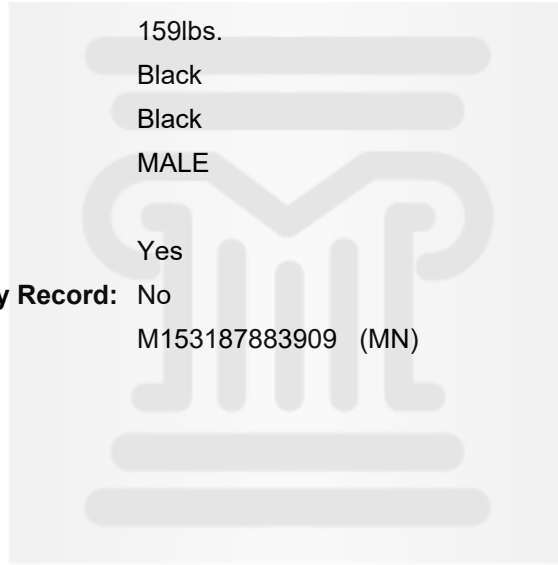 159lbs.
Black
Black
MALE
Yes
y Record: No
M153187883909 (MN)